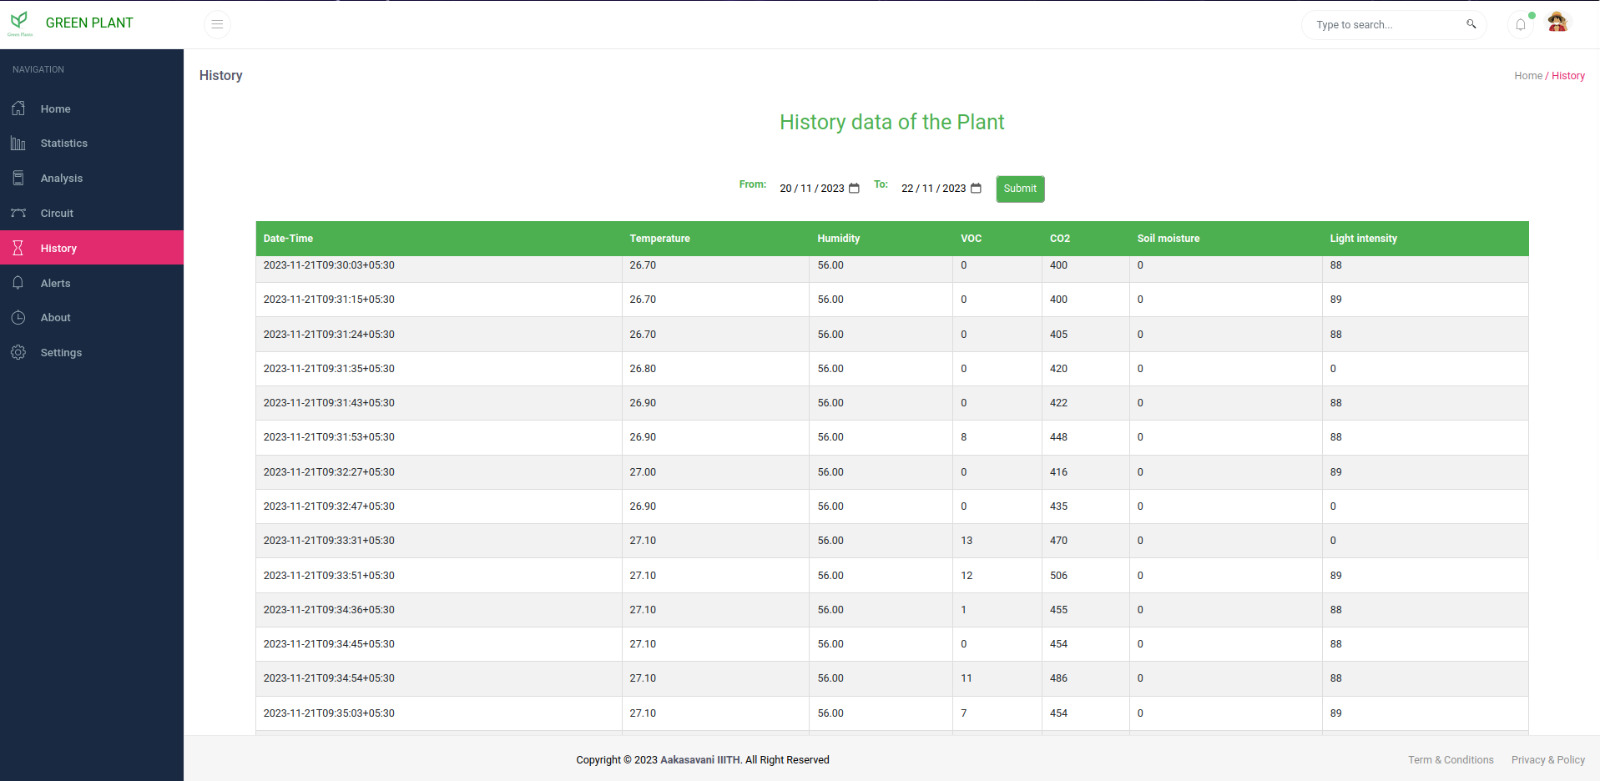 Green Plant
GREEN PLANT
Type to search...
NAVIGATION
Home
Statistics
Analysis
Circuit
History
Alerts
About
Settings
History
Home / History
History data of the Plant
From: 20 / 11 / 2023 To: 22 / 11 / 2023 Submit
Date-Time Temperature Humidity VOC CO2 Soil moisture Light intensity
2023-11-21T09:30:03+05:30 26.70 56.00 0 400 0 88
2023-11-21T09:31:15+05:30 26.70 56.00 0 400 0 89
2023-11-21T09:31:24+05:30 26.70 56.00 0 405 0 88
2023-11-21T09:31:35+05:30 26.80 56.00 0 420 0 0
2023-11-21T09:31:43+05:30 26.90 56.00 0 422 0 88
2023-11-21T09:31:53+05:30 26.90 56.00 8 448 0 88
2023-11-21T09:32:27+05:30 27.00 56.00 0 416 0 89
2023-11-21T09:32:47+05:30 26.90 56.00 0 435 0 0
2023-11-21T09:33:31+05:30 27.10 56.00 13 470 0 0
2023-11-21T09:33:51+05:30 27.10 56.00 12 506 0 89
2023-11-21T09:34:36+05:30 27.10 56.00 1 455 0 88
2023-11-21T09:34:45+05:30 27.10 56.00 0 454 0 88
2023-11-21T09:34:54+05:30 27.10 56.00 11 486 0 88
2023-11-21T09:35:03+05:30 27.10 56.00 7 454 0 89
Copyright © 2023 Aakasavani IIITH. All Right Reserved
Term & Conditions Privacy & Policy